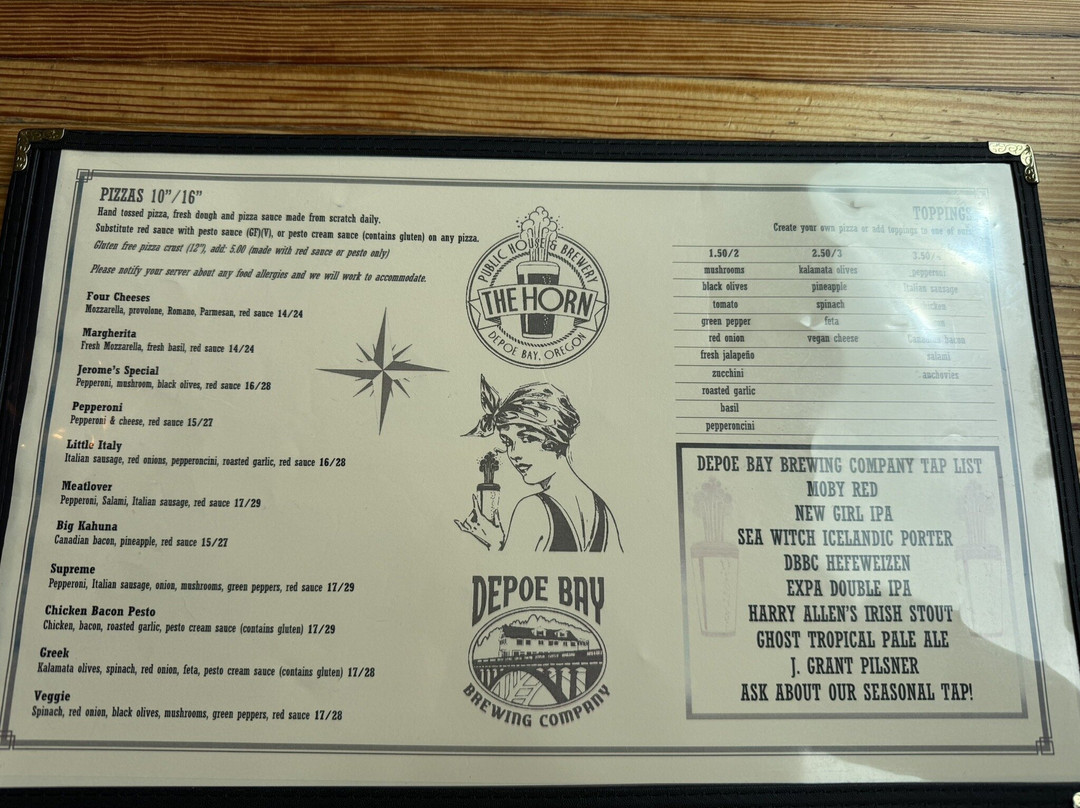 PIZZAS 10”/16”
Hand tossed pizza, fresh dough and pizza sauce made from scratch daily.
Substitute red sauce with pesto sauce (GF)(V), or pesto cream sauce (contains gluten) on any pizza.
Gluten free pizza crust (12"), add: 5.00 (made with red sauce or pesto only)
Please notify your server about any food allergies and we will work to accommodate.
Four Cheeses
Mozzarella, provolone, Romano, Parmesan, red sauce 14/24
Margherita
Fresh Mozzarella, fresh basil, red sauce 14/24
Jerome's Special
Pepperoni, mushroom, black olives, red sauce 16/28
Pepperoni
Pepperoni & cheese, red sauce 15/27
Little Italy
Italian sausage, red onions, pepperoncini, roasted garlic, red sauce 16/28
Meatlover
Pepperoni, Salami, Italian sausage, red sauce 17/29
Big Kahuna
Canadian bacon, pineapple, red sauce 15/27
Supreme
Pepperoni, Italian sausage, onion, mushrooms, green peppers, red sauce 17/29
Chicken Bacon Pesto
Chicken, bacon, roasted garlic, pesto cream sauce (contains gluten) 17/29
Greek
Kalamata olives, spinach, red onion, feta, pesto cream sauce (contains gluten) 17/28
Veggie
Spinach, red onion, black olives, mushrooms, green peppers, red sauce 17/28
PUBLIC HOUSE & BREWERY
THE HORN
DEPOE BAY, OREGON
DEPOE BAY
BREWING COMPANY
TOPPINGS
Create your own pizza or add toppings to one of ours
1.50/2 2.50/3
mushrooms kalamata olives pepperoni
black olives pineapple Italian sausage
tomato spinach chicken
green pepper feta
red onion vegan cheese Canadian bacon
fresh jalapeño salami
zucchini anchovies
roasted garlic
basil
pepperoncini
DEPOE BAY BREWING COMPANY TAP LIST
MOBY RED
NEW GIRL IPA
SEA WITCH ICELANDIC PORTER
DBBC HEFEWEIZEN
EXPA DOUBLE IPA
HARRY ALLEN'S IRISH STOUT
GHOST TROPICAL PALE ALE
J. GRANT PILSNER
ASK ABOUT OUR SEASONAL TAP!